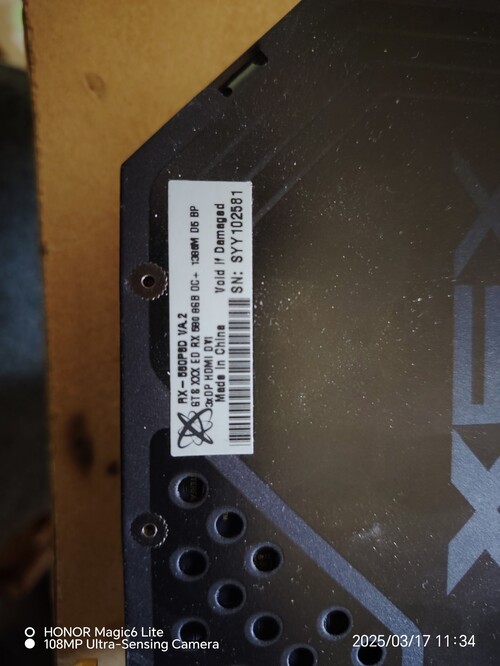 RX-580P8D VA.2
GTS XXX ED RX 580 8GB OC+ 1386M D5 BP
3xDP HDMI DVI
Made in China Void if Damaged
SN: SYY102581
HONOR Magic6 Lite
108MP Ultra-Sensing Camera
2025/03/17 11:34